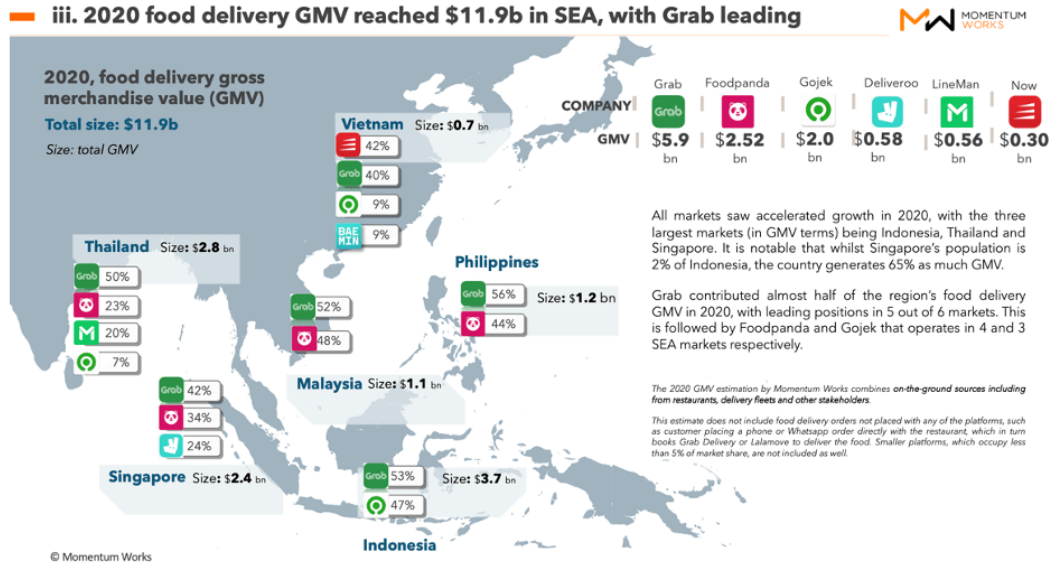 iii. 2020 food delivery GMV reached $11.9b in SEA, with Grab leading
MOMENTUM
WORKS
2020, food delivery gross
merchandise value (GMV)
Total size: $11.9b
Size: total GMV
COMPANY
Grab
Foodpanda
Gojek
Deliveroo
LineMan
Now
Grab
GMV
$5.9
bn
$2.52
bn
$2.0
bn
$0.58
bn
$0.56
bn
$0.30
bn
Vietnam Size: $0.7 bn
42%
Grab 40%
9%
BAE
MIN 9%
Thailand Size: $2.8 bn
Grab 50%
23%
20%
7%
Philippines
Grab 56%
44%
Size: $1.2 bn
Grab 52%
48%
Malaysia Size: $1.1 bn
Grab 42%
34%
24%
Singapore Size: $2.4 bn
Grab 53%
47%
Size: $3.7 bn
Indonesia
All markets saw accelerated growth in 2020, with the three
largest markets (in GMV terms) being Indonesia, Thailand and
Singapore. It is notable that whilst Singapore's population is
2% of Indonesia, the country generates 65% as much GMV.
Grab contributed almost half of the region's food delivery
GMV in 2020, with leading positions in 5 out of 6 markets. This
is followed by Foodpanda and Gojek that operates in 4 and 3
SEA markets respectively.
The 2020 GMV estimation by Momentum Works combines on-the-ground sources including
from restaurants, delivery fleets and other stakeholders.
This estimate does not include food delivery orders not placed with any of the platforms, such
as customer placing a phone or Whatsapp order directly with the restaurant, which in turn
books Grab Delivery or Lalamove to deliver the food. Smaller platforms, which occupy less
than 5% of market share, are not included as well.
© Momentum Works